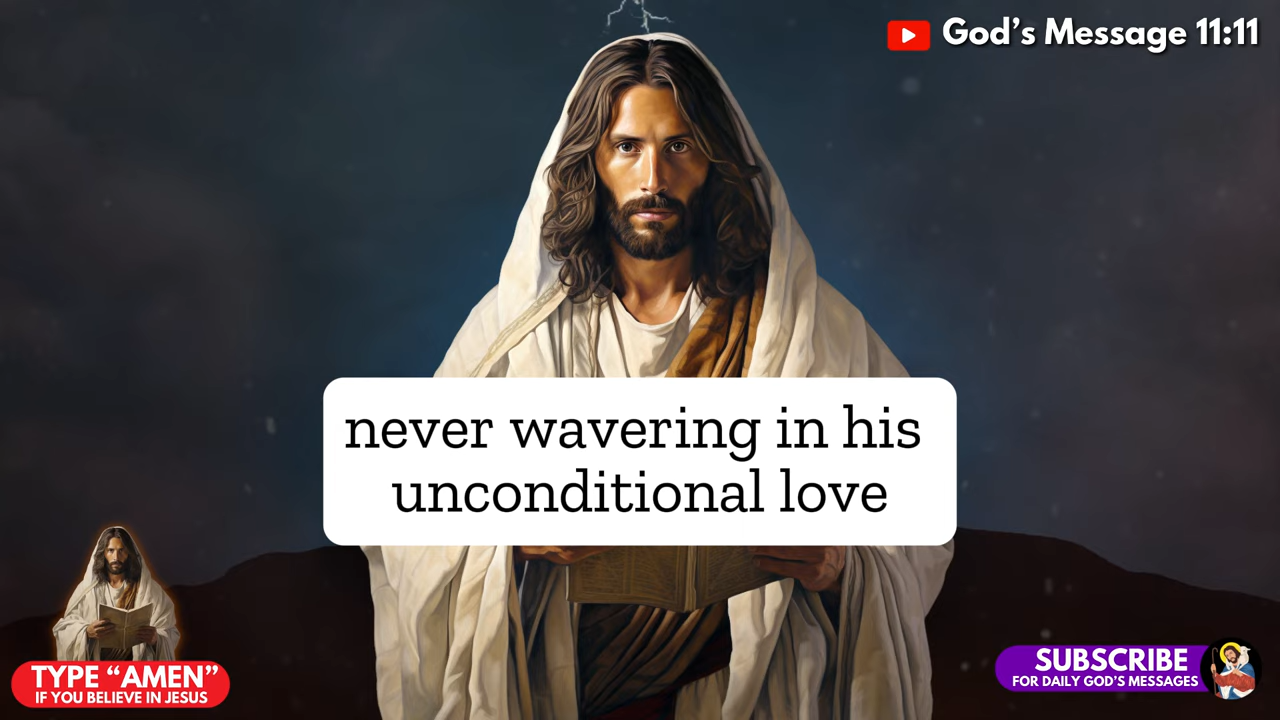 God’s Message 11:11
never wavering in his
unconditional love
TYPE “AMEN”
IF YOU BELIEVE IN JESUS
SUBSCRIBE
FOR DAILY GOD’S MESSAGES